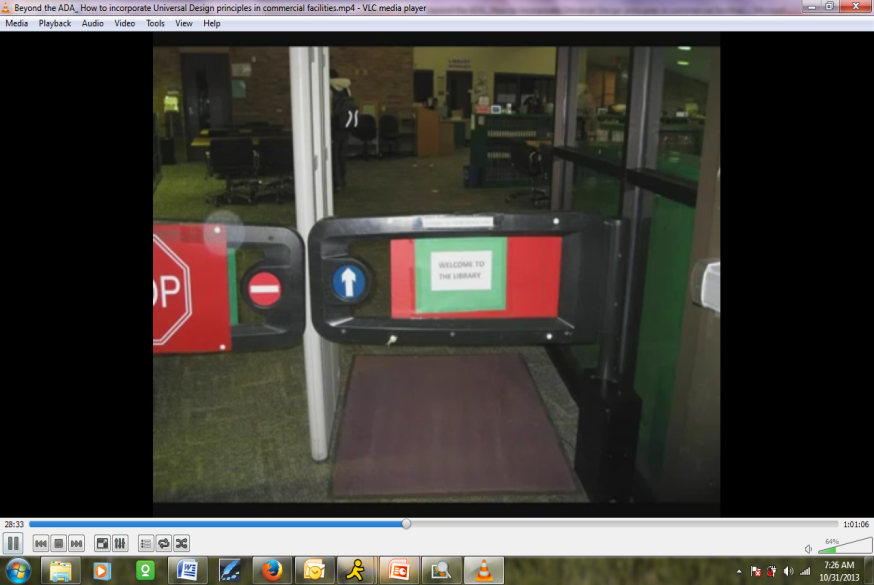 Beyond the ADA_ How to incorporate Universal Design principles in commercial facilities.mp4 - VLC media player
Media Playback Audio Video Tools View Help
OP
WELCOME TO
THE LIBRARY
28:33
1:01:06
64%
7:26 AM
10/31/2013